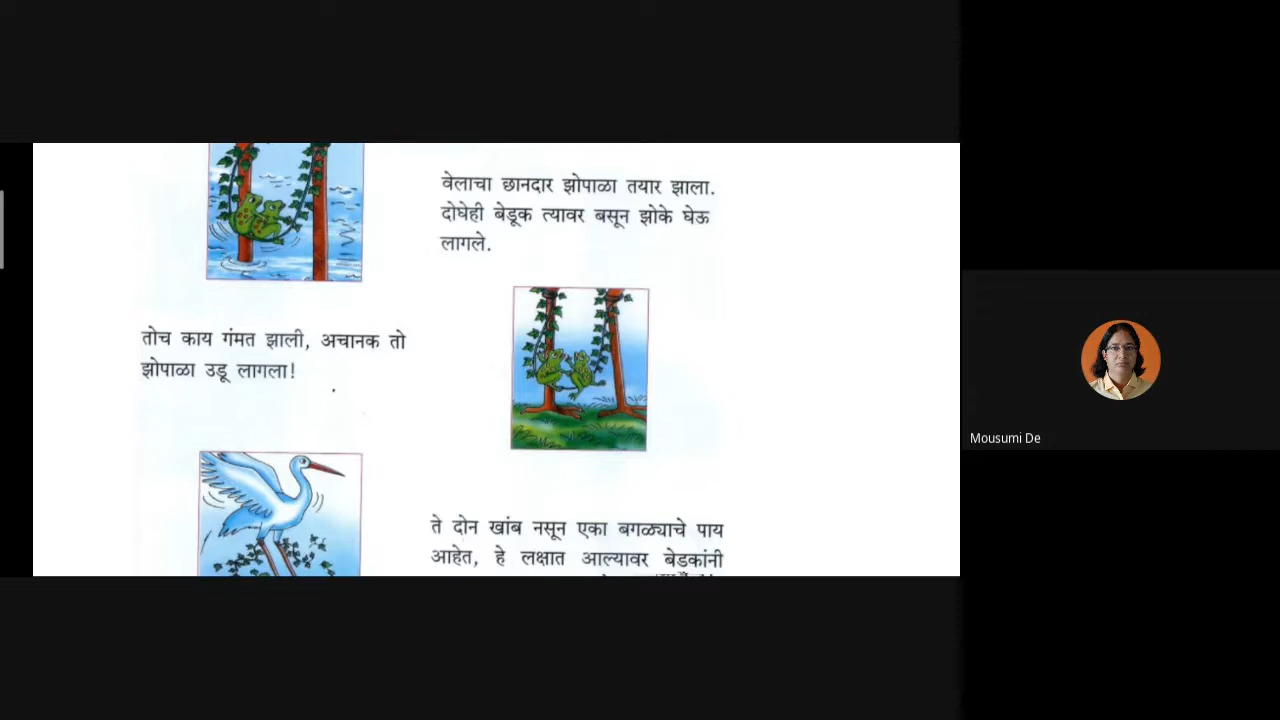 वेलाचा छानदार झोपाळा तयार झाला.
दोघेही बेडूक त्यावर बसून झोके घेऊ
लागले.
तोच काय गंमत झाली, अचानक तो
झोपाळा उडू लागला!
ते दोन खांब नसून एका बगळ्याचे पाय
आहेत, हे लक्षात आल्यावर बेडकांनी
Mousumi De